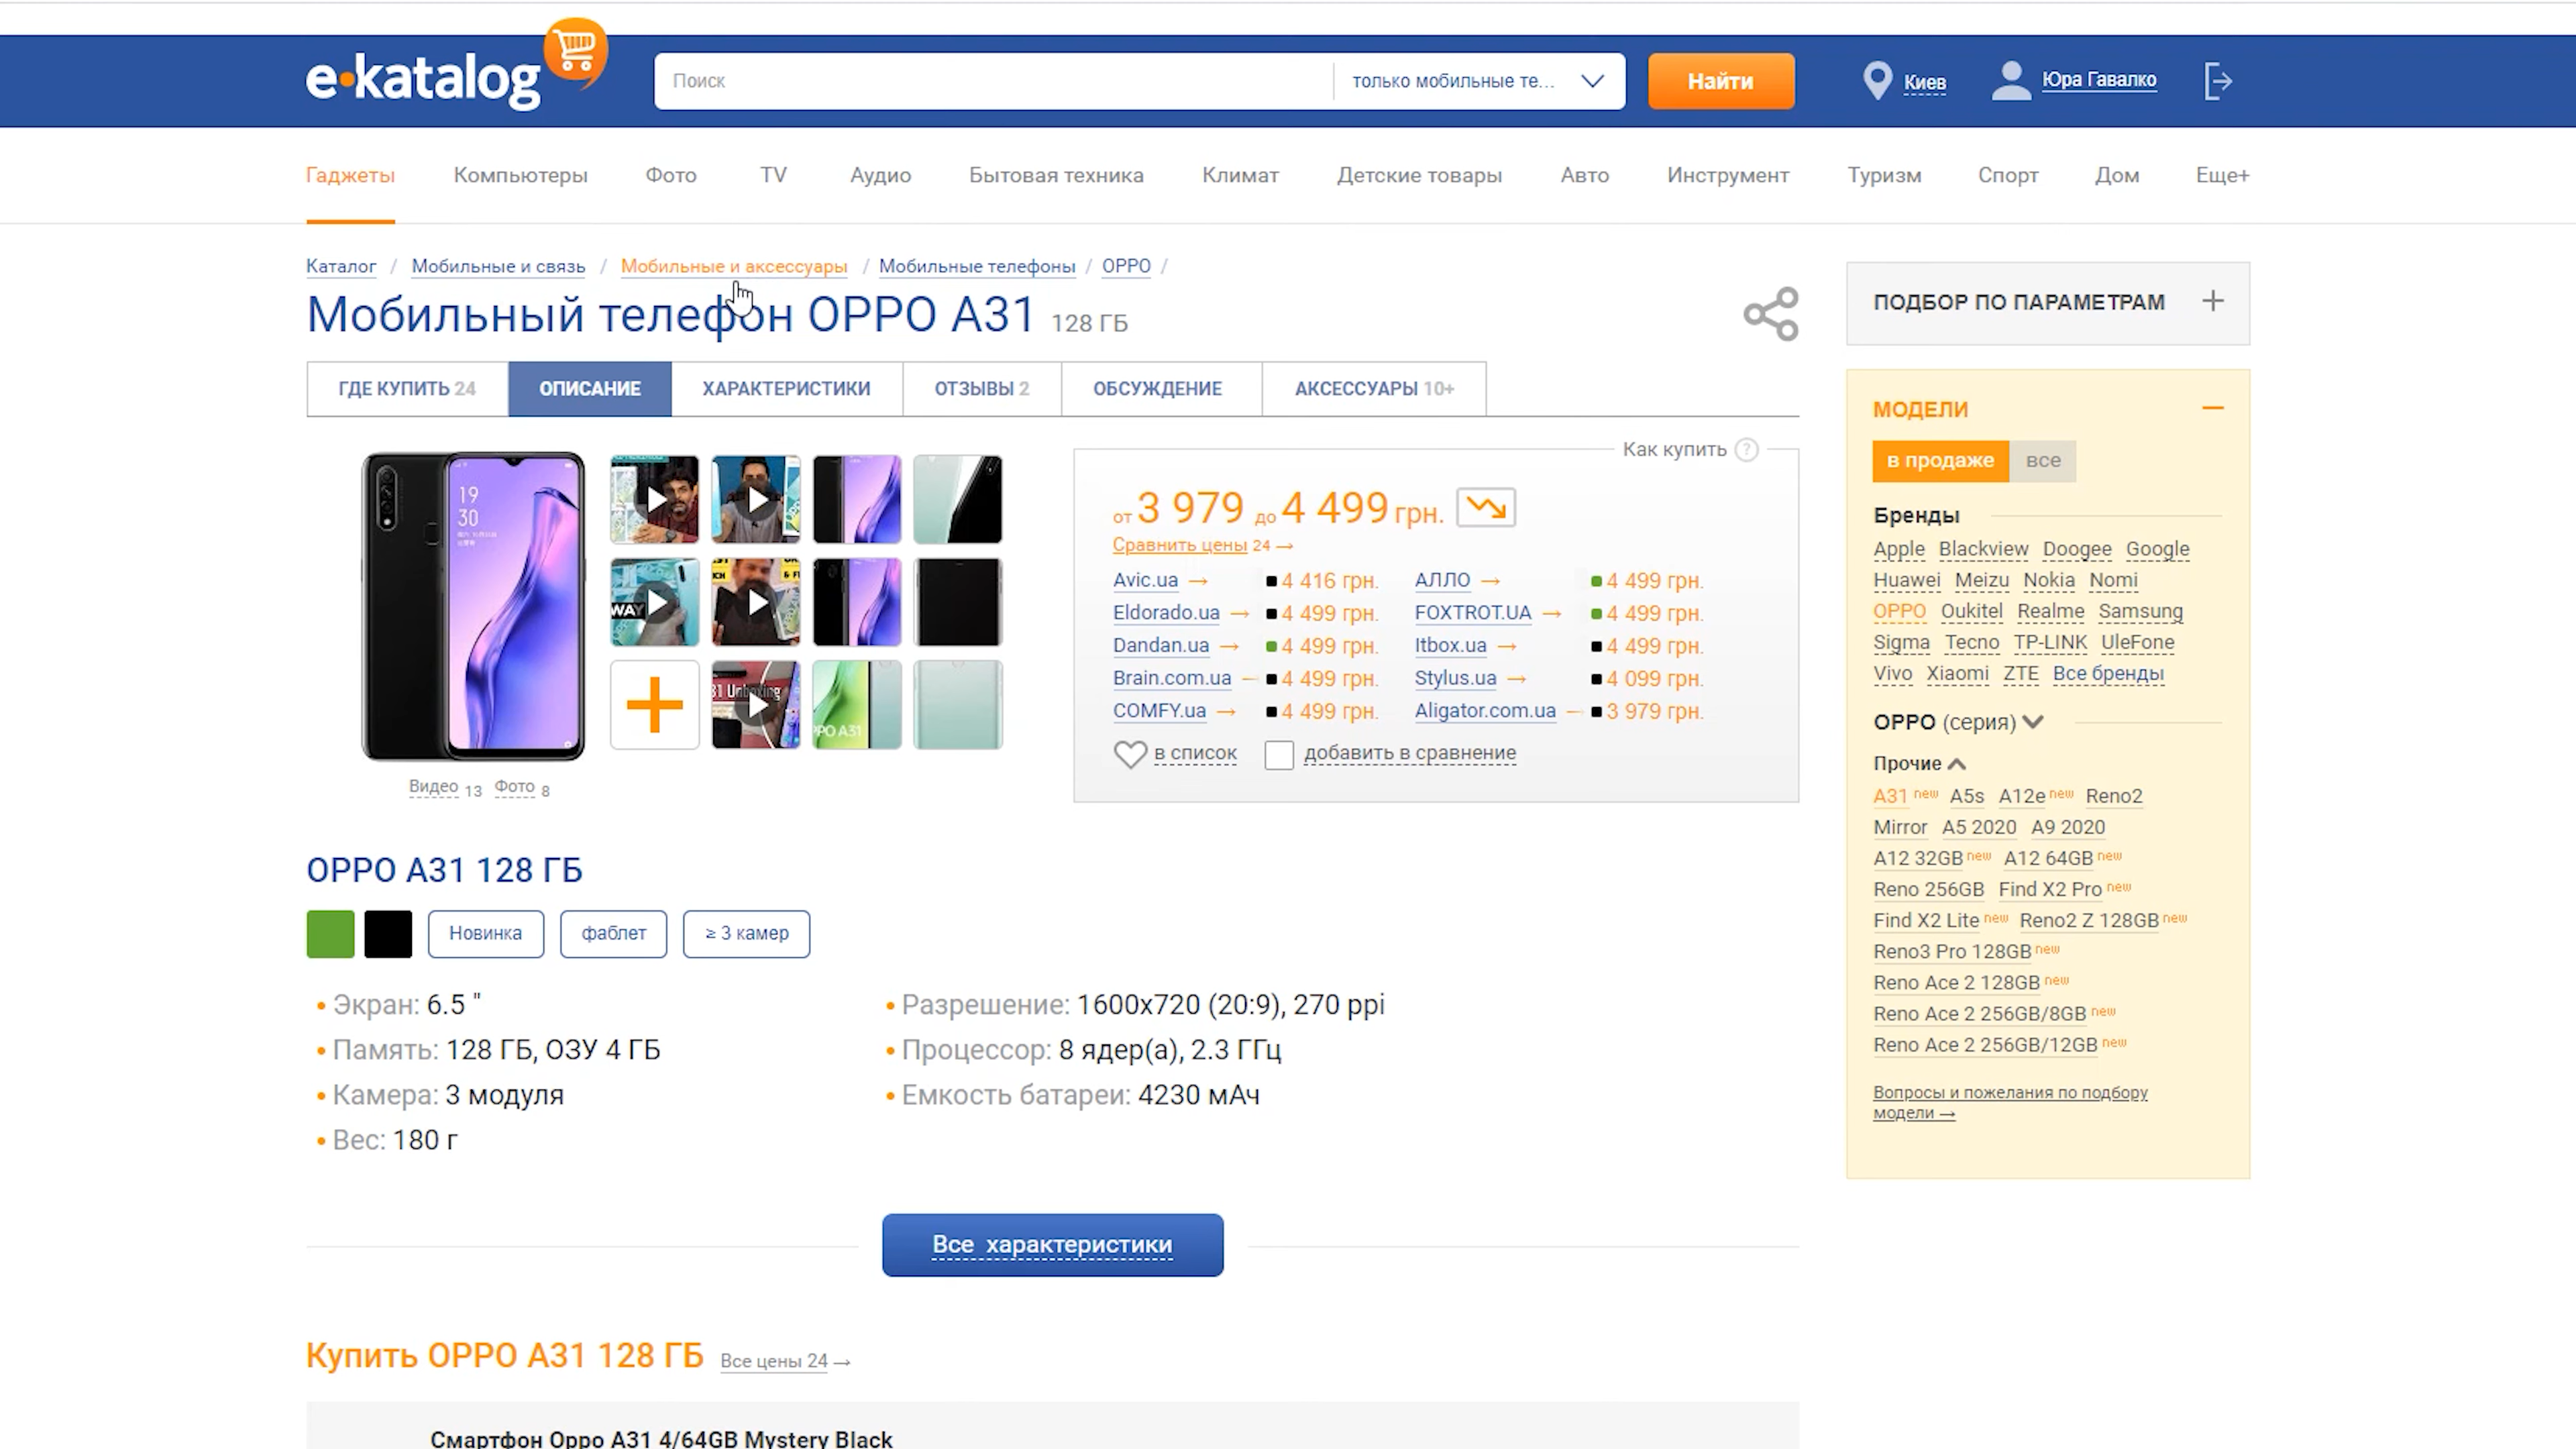 e•katalog
Поиск
только мобильные те...
Найти
Киев
Юра Гавалко
Гаджеты Компьютеры Фото TV Аудио Бытовая техника Климат Детские товары Авто Инструмент Туризм Спорт Дом Еще+
Каталог / Мобильные и связь / Мобильные и аксессуары / Мобильные телефоны / OPPO /
Мобильный телефон OPPO A31 128 ГБ
ГДЕ КУПИТЬ 24 ОПИСАНИЕ ХАРАКТЕРИСТИКИ ОТЗЫВЫ 2 ОБСУЖДЕНИЕ АКСЕССУАРЫ 10+
19
30
WAY
31 Unboxing
PPO A31
Видео 13 Фото 8
Как купить ?
от 3 979 до 4 499 грн.
Сравнить цены 24 →
Avic.ua → 4 416 грн. АЛЛО → 4 499 грн.
Eldorado.ua → 4 499 грн. FOXTROT.UA → 4 499 грн.
Dandan.ua → 4 499 грн. Itbox.ua → 4 499 грн.
Brain.com.ua → 4 499 грн. Stylus.ua → 4 099 грн.
COMFY.ua → 4 499 грн. Aligator.com.ua → 3 979 грн.
в список добавить в сравнение
OPPO A31 128 ГБ
Новинка фаблет ≥ 3 камер
• Экран: 6.5 " • Разрешение: 1600x720 (20:9), 270 ppi
• Память: 128 ГБ, ОЗУ 4 ГБ • Процессор: 8 ядер(а), 2.3 ГГц
• Камера: 3 модуля • Емкость батареи: 4230 мАч
• Вес: 180 г
Все характеристики
Купить OPPO A31 128 ГБ Все цены 24 →
Смартфон Oppo A31 4/64GB Mystery Black
ПОДБОР ПО ПАРАМЕТРАМ +
МОДЕЛИ
в продаже все
Бренды
Apple Blackview Doogee Google
Huawei Meizu Nokia Nomi
OPPO Oukitel Realme Samsung
Sigma Tecno TP-LINK UleFone
Vivo Xiaomi ZTE Все бренды
OPPO (серия)
Прочие
A31 new A5s A12e new Reno2
Mirror A5 2020 A9 2020
A12 32GB new A12 64GB new
Reno 256GB Find X2 Pro new
Find X2 Lite new Reno2 Z 128GB new
Reno3 Pro 128GB new
Reno Ace 2 128GB new
Reno Ace 2 256GB/8GB new
Reno Ace 2 256GB/12GB new
Вопросы и пожелания по подбору
модели →